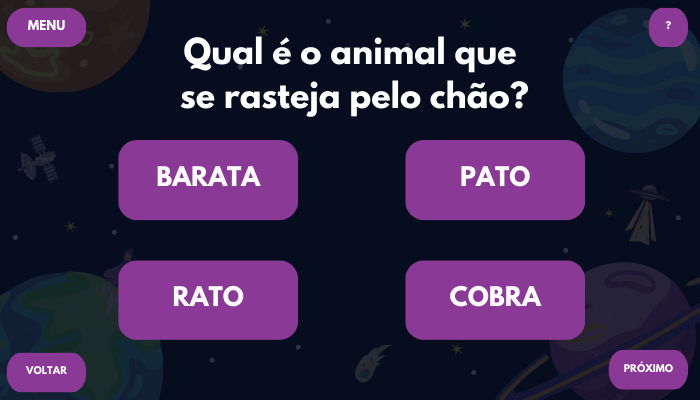 MENU
?
Qual é o animal que
se rasteja pelo chão?
BARATA
PATO
RATO
COBRA
VOLTAR
PRÓXIMO